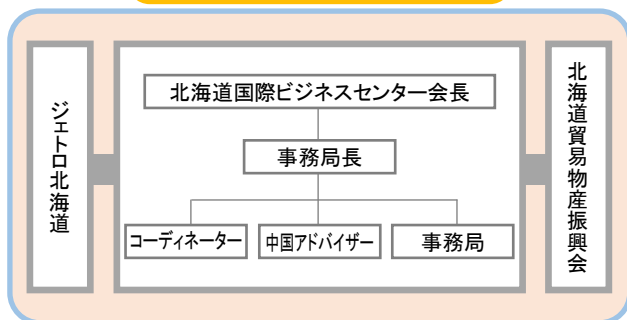 ジェトロ北海道
北海道国際ビジネスセンター会長
事務局長
コーディネーター
中国アドバイザー
事務局
北海道貿易物産振興会